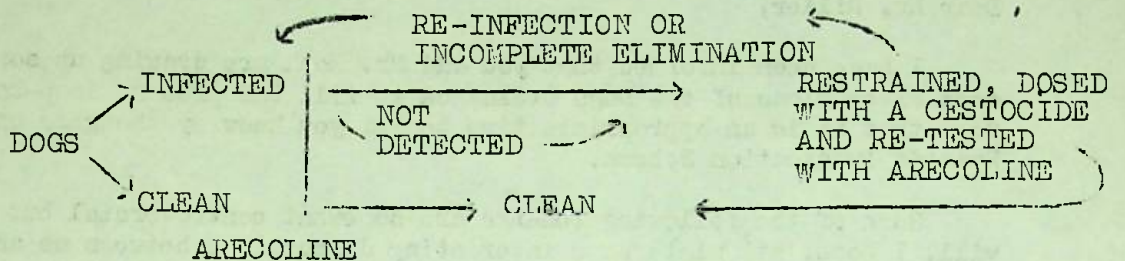 RE-INFECTION OR
INCOMPLETE ELIMINATION
INFECTED
RESTRAINED, DOSED
WITH A CESTOCIDE
AND RE-TESTED
WITH ARECOLINE
NOT
DETECTED
DOGS
CLEAN
CLEAN
ARECOLINE